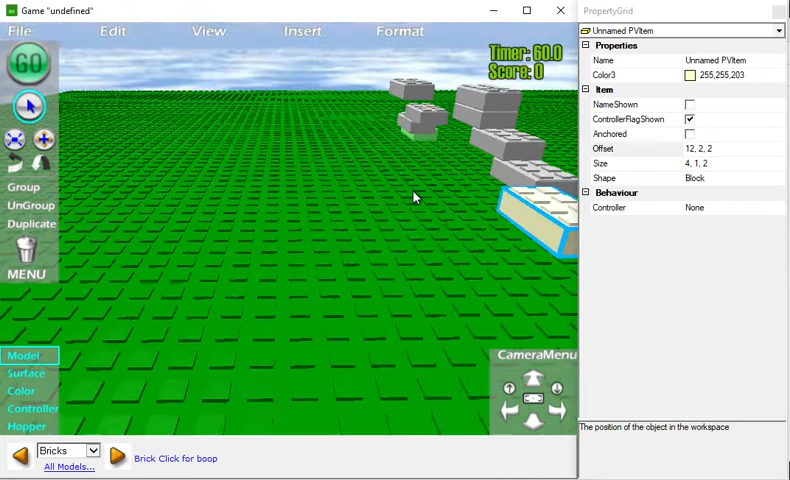 Game "undefined"
File Edit View Insert Format
GO
Timer: 60.0
Score: 0
Group
UnGroup
Duplicate
MENU
Model
Surface
Color
Controller
Hopper
CameraMenu
Bricks
All Models...
Brick Click for boop
PropertyGrid
Unnamed PVItem
Properties
Name Unnamed PVItem
Color3 255,255,203
Item
NameShown
ControllerFlagShown
Anchored
Offset 12, 2, 2
Size 4, 1, 2
Shape Block
Behaviour
Controller None
The position of the object in the workspace